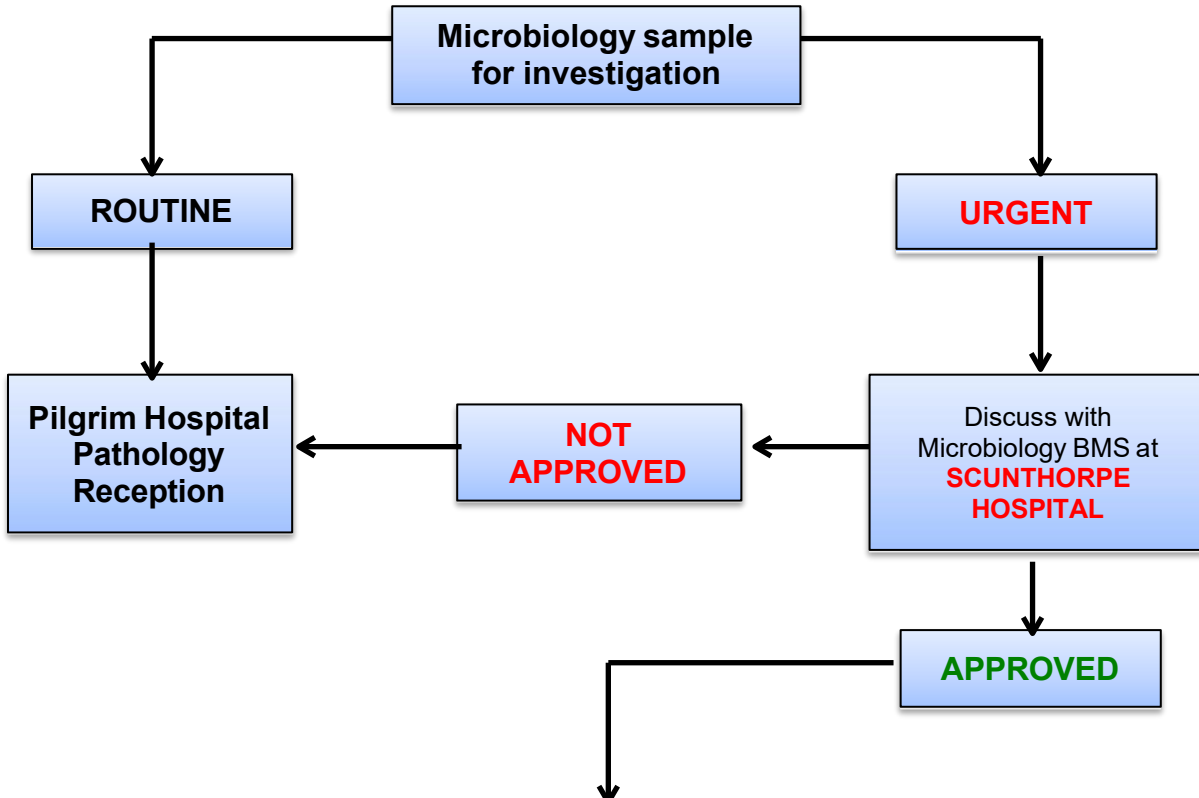 Microbiology sample
for investigation
ROUTINE
URGENT
Pilgrim Hospital
Pathology
Reception
NOT
APPROVED
Discuss with
Microbiology BMS at
SCUNTHORPE
HOSPITAL
APPROVED